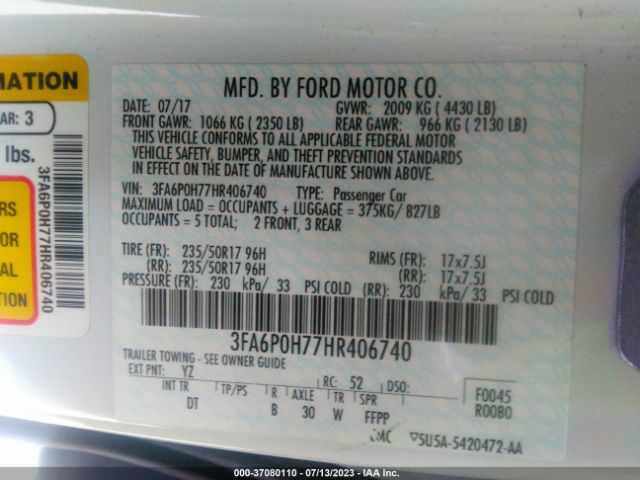 MFD. BY FORD MOTOR CO.
DATE: 07/17 GVWR: 2009 KG ( 4430 LB)
FRONT GAWR: 1066 KG ( 2350 LB) REAR GAWR: 966 KG ( 2130 LB)
THIS VEHICLE CONFORMS TO ALL APPLICABLE FEDERAL MOTOR
VEHICLE SAFETY, BUMPER, AND THEFT PREVENTION STANDARDS
IN EFFECT ON THE DATE OF MANUFACTURE SHOWN ABOVE.
VIN: 3FA6P0H77HR406740 TYPE: Passenger Car
MAXIMUM LOAD = OCCUPANTS + LUGGAGE = 375KG/ 827LB
OCCUPANTS = 5 TOTAL; 2 FRONT, 3 REAR
TIRE (FR): 235/50R17 96H RIMS (FR): 17x7.5J
(RR): 235/50R17 96H (RR): 17x7.5J
PRESSURE (FR): 230 kPa/ 33 PSI COLD (RR): 230 kPa/ 33 PSI COLD
3FA6P0H77HR406740
TRAILER TOWING - SEE OWNER GUIDE
EXT PNT: YZ RC: 52 DSO:
INT TR TP/PS R AXLE TR SPR F0045
DT B 30 W FFPP R0080
5U5A-5420472-AA
RMATION
AR: 3
lbs.
3FA6P0H77HR406740
RS
OR
AL
ION
000-37080110 - 07/13/2023 - IAA Inc.